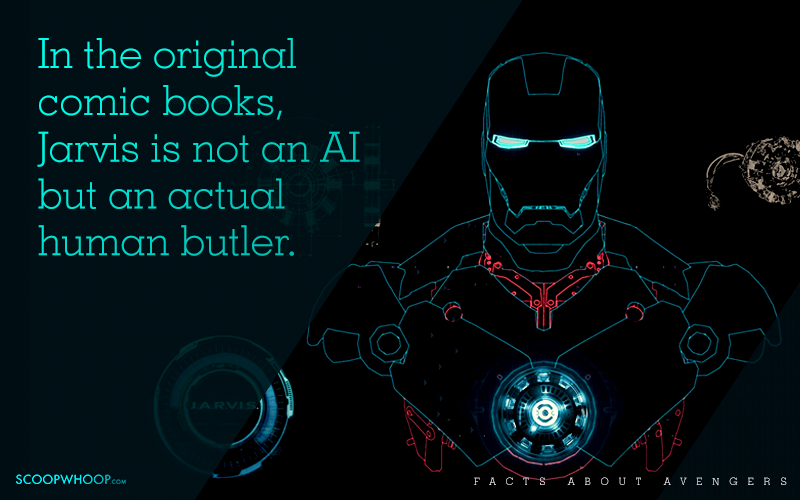 In the original
comic books,
Jarvis is not an AI
but an actual
human butler.
J.A.R.V.I.S.
SCOOPWHOOP.COM
FACTS ABOUT AVENGERS